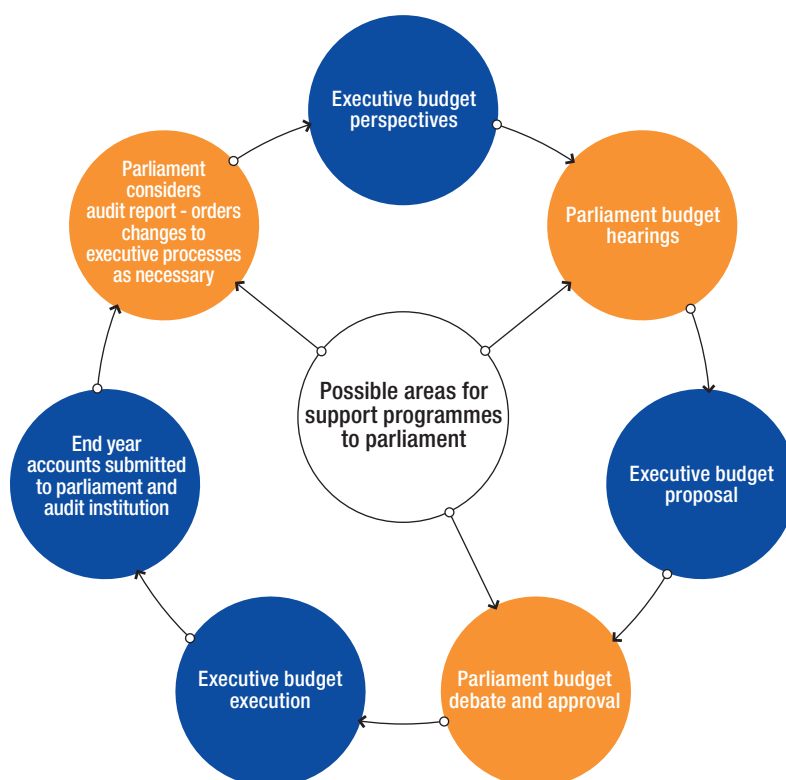 Executive budget
perspectives
Parliament budget
hearings
Executive budget
proposal
Parliament budget
debate and approval
Executive budget
execution
End year
accounts submitted
to parliament and
audit institution
Parliament
considers
audit report - orders
changes to
executive processes
as necessary
Possible areas for
support programmes
to parliament